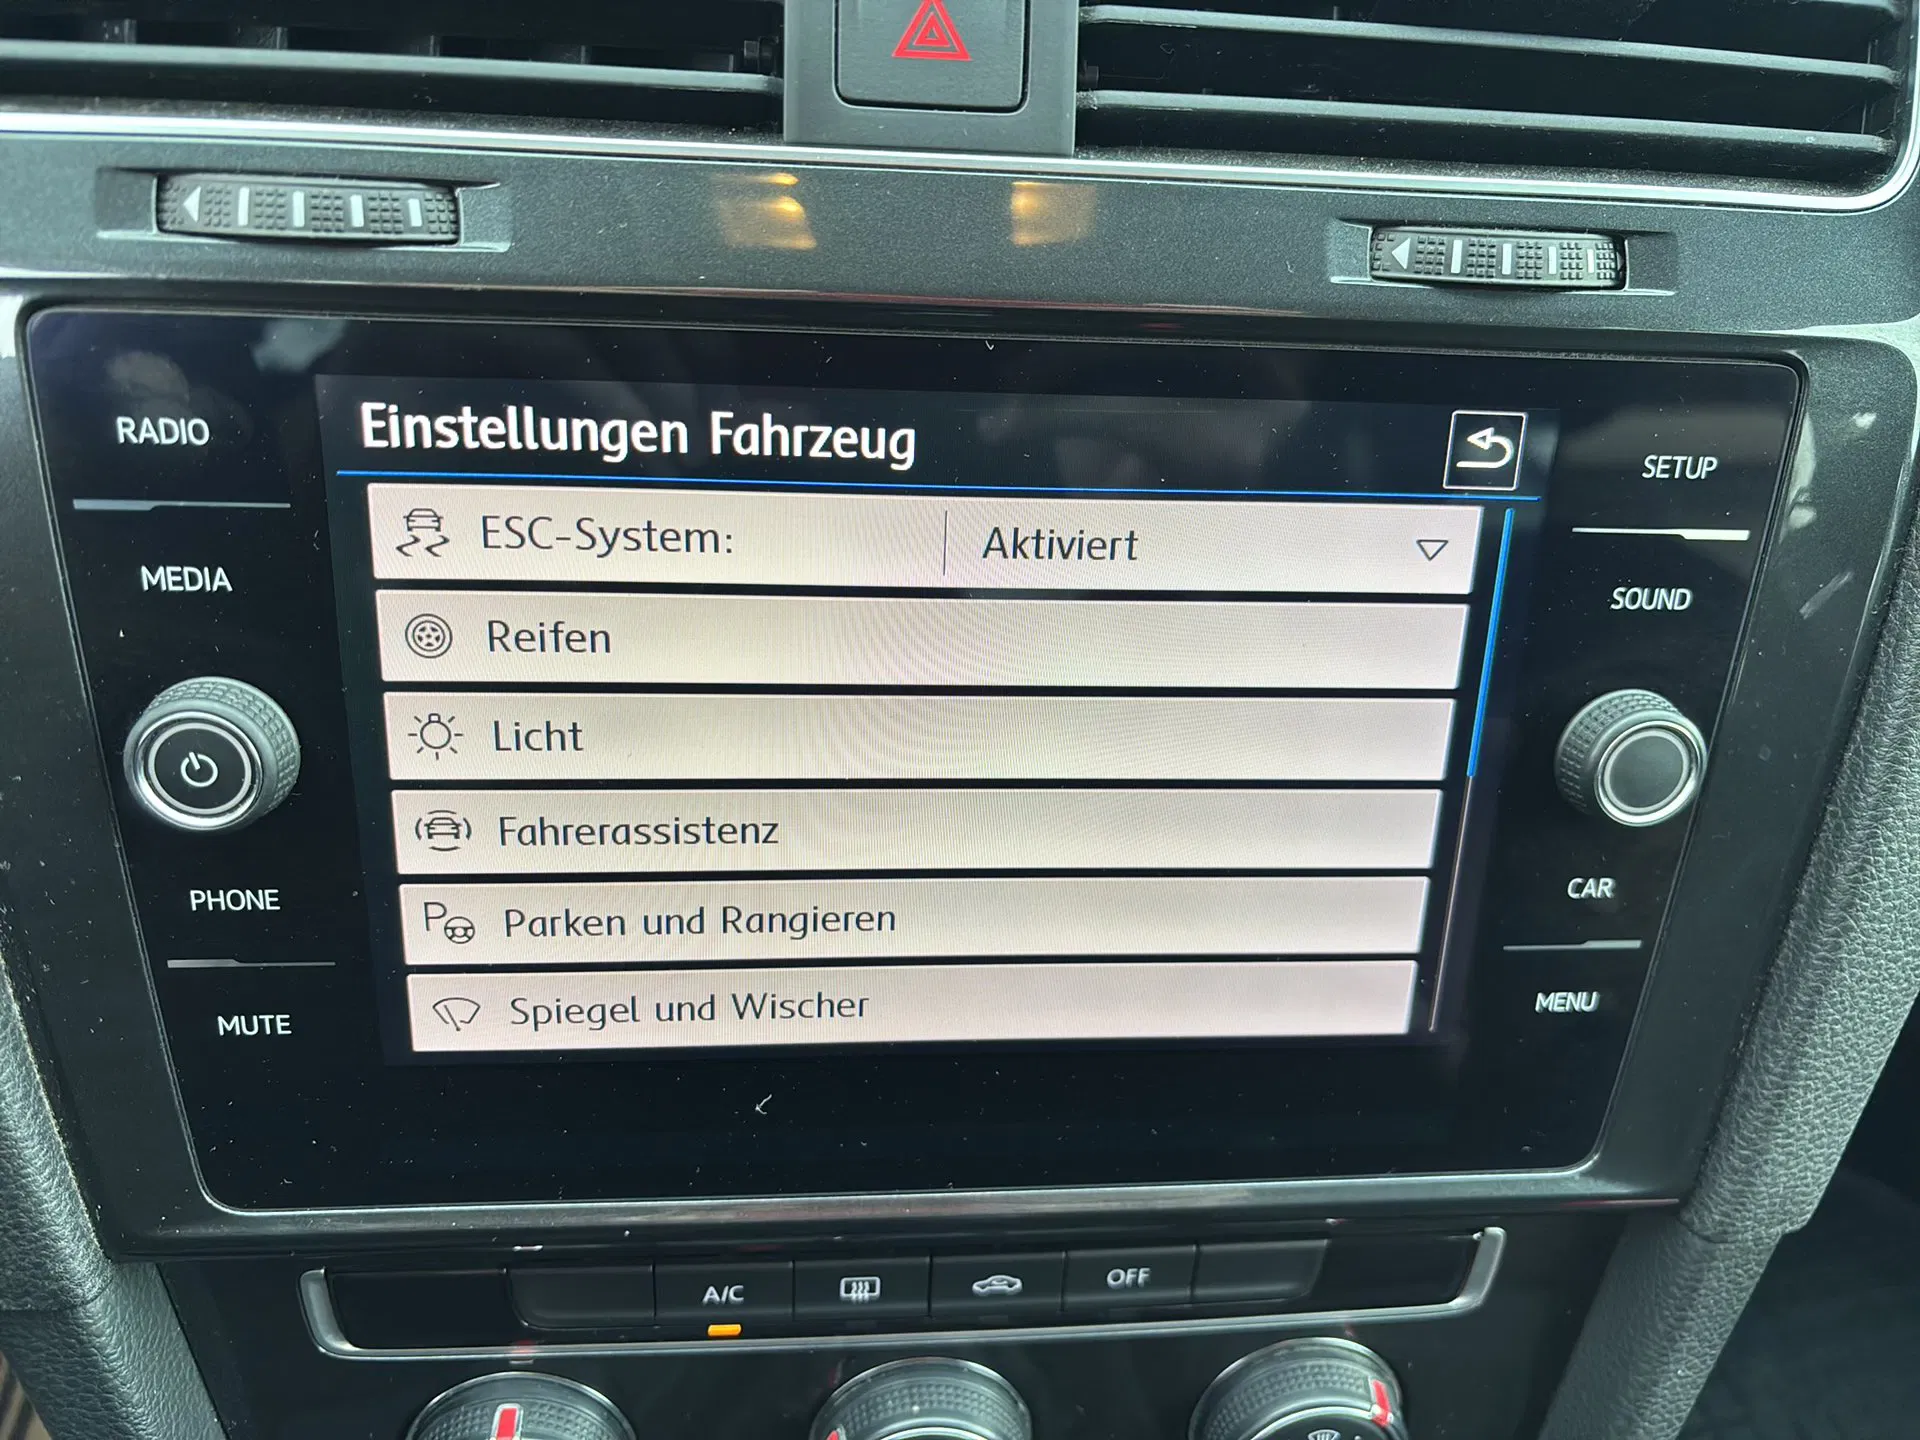 RADIO
MEDIA
PHONE
MUTE
Einstellungen Fahrzeug
ESC-System: Aktiviert
Reifen
Licht
Fahrerassistenz
Parken und Rangieren
Spiegel und Wischer
SETUP
SOUND
CAR
MENU
A/C
OFF